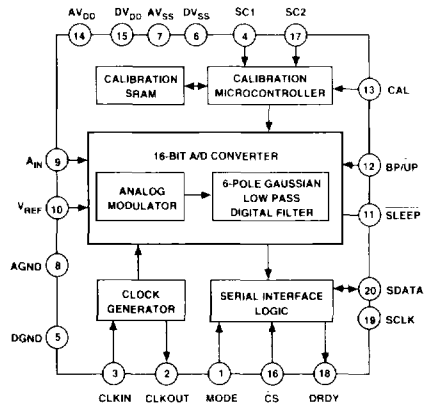 AVDD DVDD AVSS DVSS SC1 SC2
14 15 7 6 4 17
CALIBRATION
SRAM
CALIBRATION
MICROCONTROLLER
13 CAL
16-BIT A/D CONVERTER
AIN 9
12 BP/UP
ANALOG
MODULATOR
6-POLE GAUSSIAN
LOW PASS
DIGITAL FILTER
VREF 10
11 SLEEP
8
AGND
CLOCK
GENERATOR
SERIAL INTERFACE
LOGIC
20 SDATA
19 SCLK
5
DGND
3 2 1 16 18
CLKIN CLKOUT MODE CS DRDY